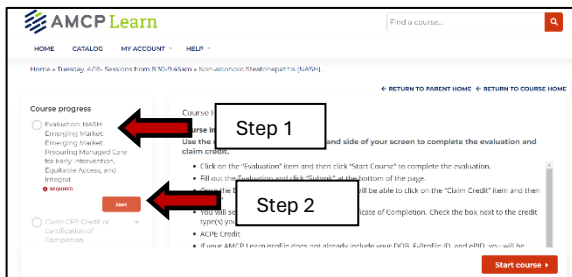 AMCP Learn
Find a course...
HOME CATALOG MY ACCOUNT HELP
Home » Tuesday, 4/18- Sessions from 8:30-9:45am » Non-alcoholic Steatohepatitis (NASH)...
← RETURN TO PARENT HOME ← RETURN TO COURSE HOME
Course progress
Evaluation: NASH
Emerging Market:
Emerging Market
Preparing Managed Care
for Early Intervention,
Equitable Access, and
Integrat
REQUIRED
Start
Claim CPE Credit or
Certification of
Completion
Step 1
Step 2
Course
Course in
Use the and side of your screen to complete the evaluation and
claim credit.
• Click on the "Evaluation" item and then click "Start Course" to complete the evaluation.
• Fill out the Evaluation and click "Submit" at the bottom of the page.
• Once the will be able to click on the "Claim Credit" item and then
• You will se icate of Completion. Check the box next to the credit
type(s) you
• ACPE Credit
• If your AMCP Learn profile does not already include your DOB, E-Profile ID, and ePID, you will be
Start course